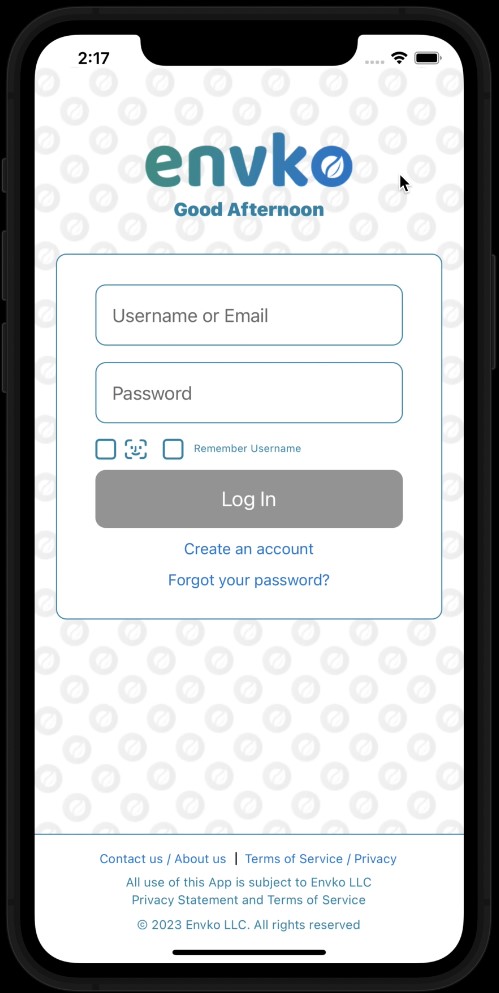 2:17
envko
Good Afternoon
Username or Email
Password
Remember Username
Log In
Create an account
Forgot your password?
Contact us / About us | Terms of Service / Privacy
All use of this App is subject to Envko LLC
Privacy Statement and Terms of Service
© 2023 Envko LLC. All rights reserved